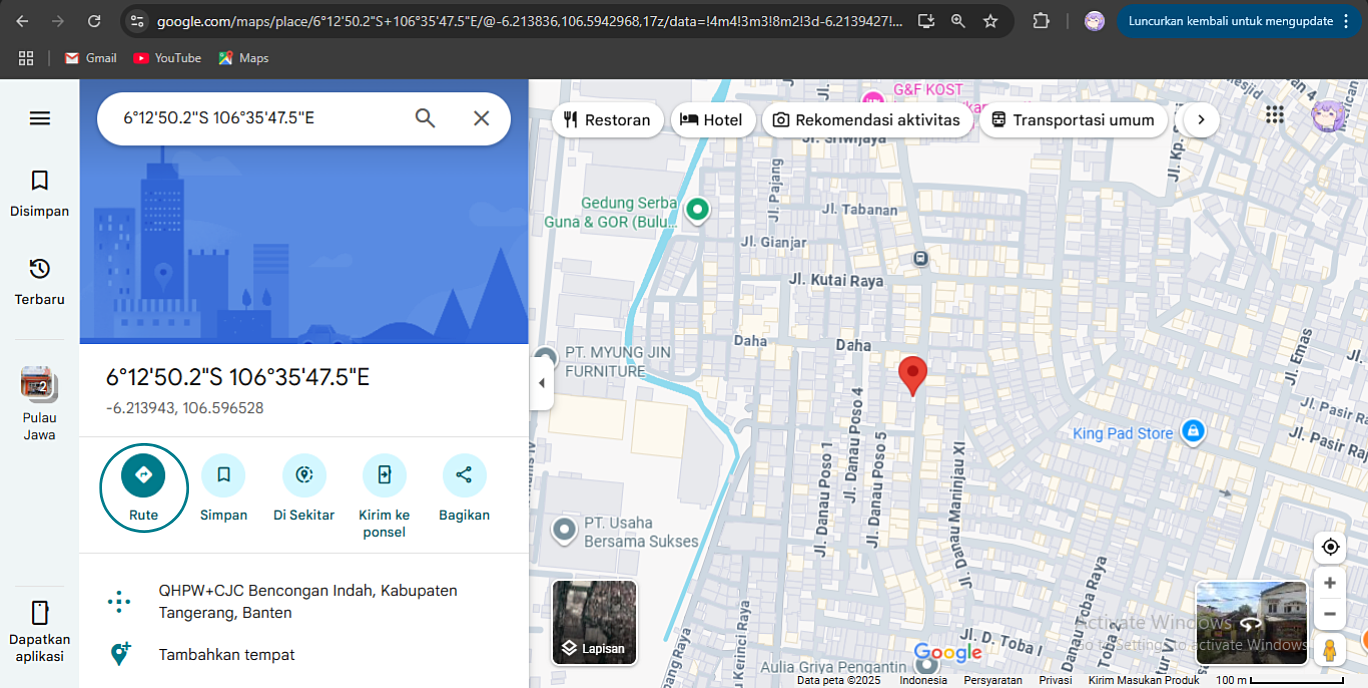 google.com/maps/place/6°12'50.2"S+106°35'47.5"E/@-6.213836,106.5942968,17z/data=!4m4!3m3!8m2!3d-6.2139427!...
Luncurkan kembali untuk mengupdate
Gmail
YouTube
Maps
6°12'50.2"S 106°35'47.5"E
Disimpan
Terbaru
2
Pulau
Jawa
Dapatkan
aplikasi
6°12'50.2"S 106°35'47.5"E
-6.213943, 106.596528
Rute
Simpan
Di Sekitar
Kirim ke
ponsel
Bagikan
QHPW+CJC Bencongan Indah, Kabupaten
Tangerang, Banten
Tambahkan tempat
G&F KOST
Restoran
Hotel
Rekomendasi aktivitas
Transportasi umum
Jl. Sriwijaya
Jl. Kp.
Jl. Pajang
Gedung Serba
Guna & GOR (Bulu...
Jl. Tabanan
Jl. Gianjar
Jl. Kutai Raya
Daha
Daha
PT. MYUNG JIN
FURNITURE
Jl. Emas
Jl. Pasir Ra
Jl. Pasir Raj
King Pad Store
Jl. Danau Poso 1
Jl. Danau Poso 4
Jl. Danau Poso 5
Jl. Danau Maninjau XI
PT. Usaha
Bersama Sukses
Danau Toba Raya
Jl. D. Toba I
Kerinci Raya
Aulia Griya Pengantin
Lapisan
Google
Activate Windows
Go to Settings to activate Windows.
Data peta ©2025
Indonesia
Persyaratan
Privasi
Kirim Masukan Produk
100 m